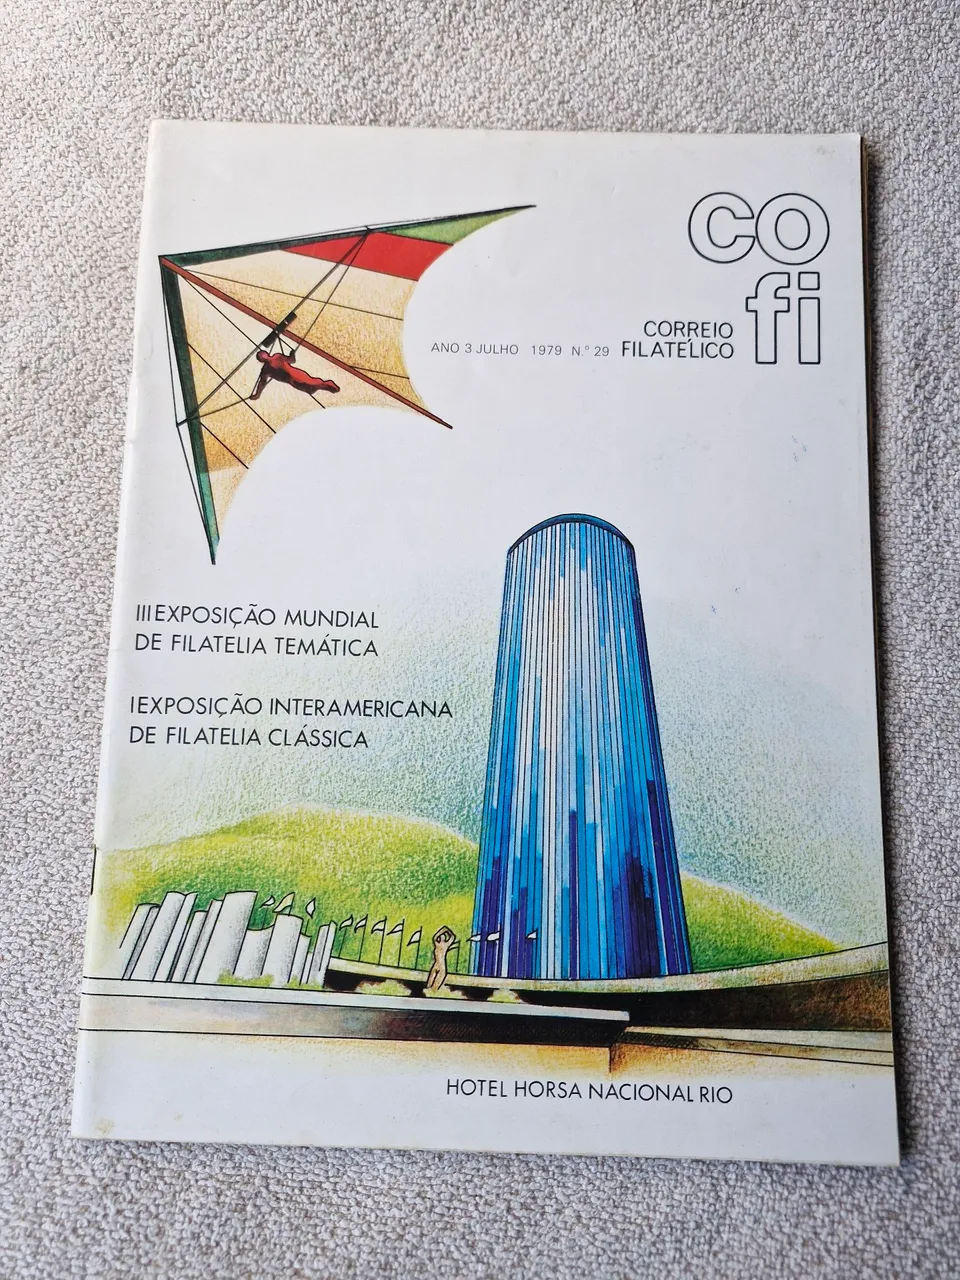 co
fi
CORREIO
FILATÉLICO
ANO 3 JULHO 1979 N.º 29
III EXPOSIÇÃO MUNDIAL
DE FILATELIA TEMÁTICA
I EXPOSIÇÃO INTERAMERICANA
DE FILATELIA CLÁSSICA
HOTEL HORSA NACIONAL RIO